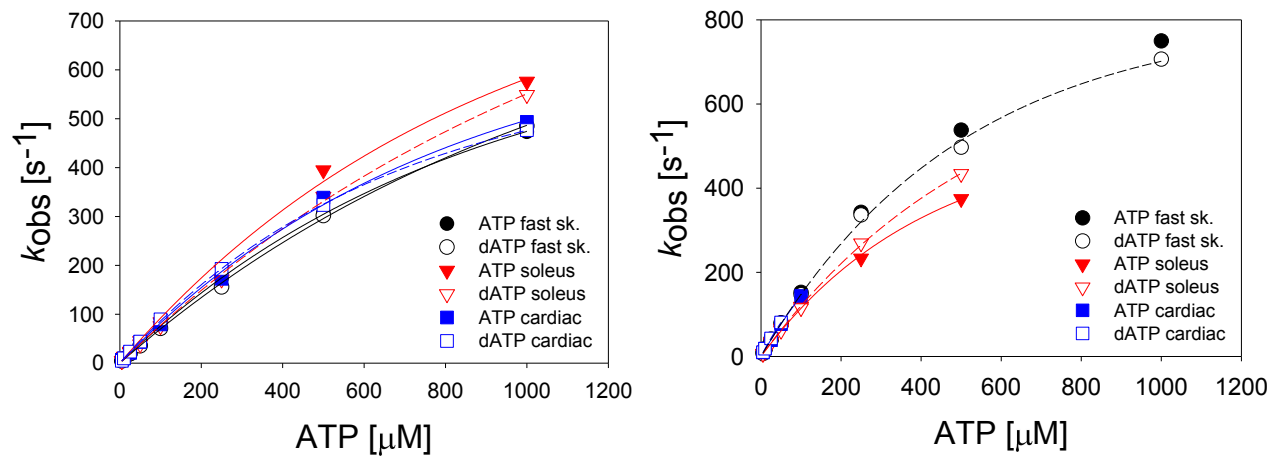 700
600
500
400
300
200
100
0
kobs [s-1]
ATP fast sk.
dATP fast sk.
ATP soleus
dATP soleus
ATP cardiac
dATP cardiac
0 200 400 600 800 1000 1200
ATP [μM]
800
600
400
200
0
kobs [s-1]
ATP fast sk.
dATP fast sk.
ATP soleus
dATP soleus
ATP cardiac
dATP cardiac
0 200 400 600 800 1000 1200
ATP [μM]